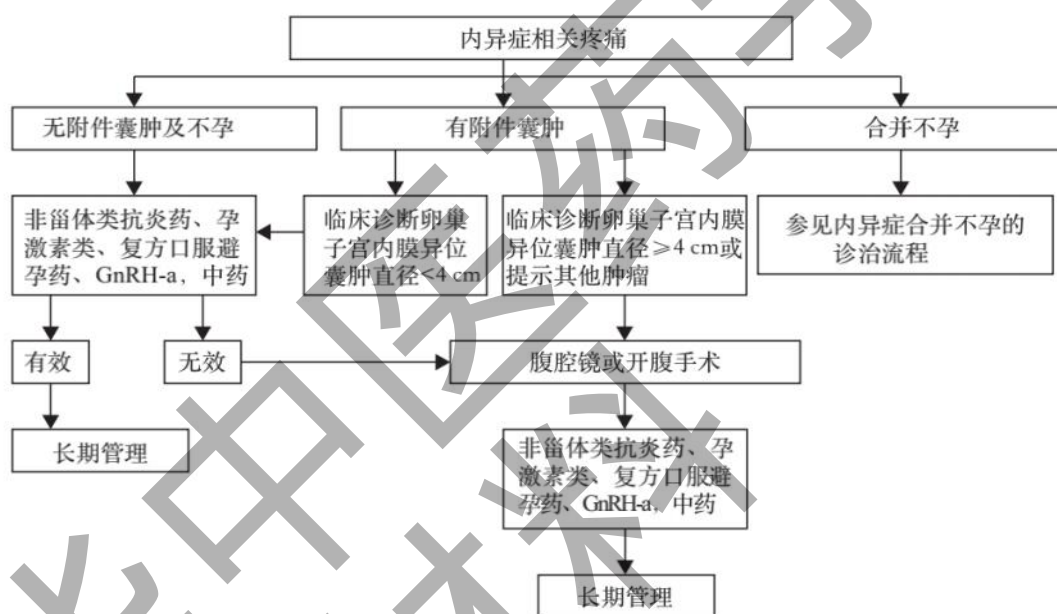 内异症相关疼痛
无附件囊肿及不孕
有附件囊肿
合并不孕
非甾体类抗炎药、孕
激素类、复方口服避
孕药、GnRH-a，中药
临床诊断卵巢
子宫内膜异位
囊肿直径<4 cm
临床诊断卵巢子宫内膜
异位囊肿直径≥4 cm或
提示其他肿瘤
参见内异症合并不孕的
诊治流程
有效
无效
腹腔镜或开腹手术
长期管理
非甾体类抗炎药、孕
激素类、复方口服避
孕药、GnRH-a，中药
长期管理
中医药
材料